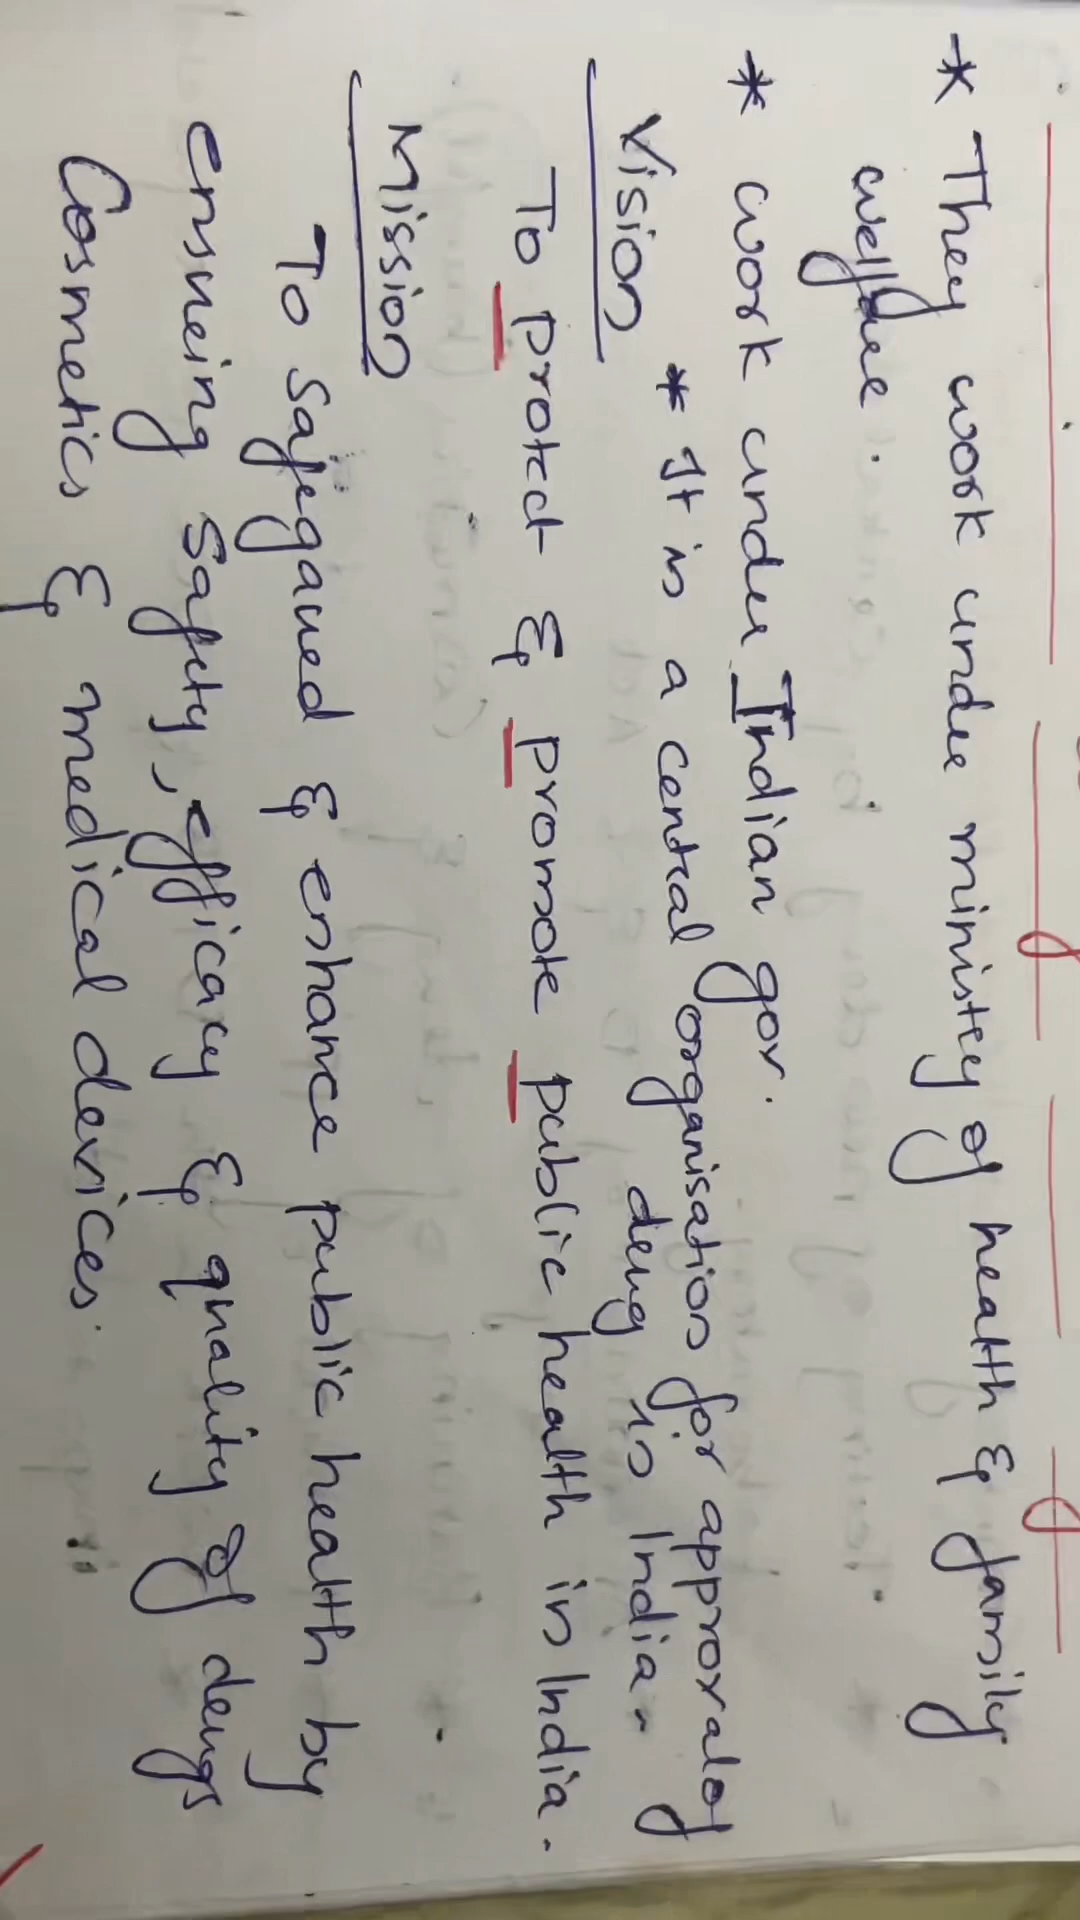 * They work under ministry of health & family
welfare.
* work under Indian gov.
* It is a central organisation for approval of
drug in India.
Vision
To protect & promote public health in India.
Mission
To safeguard & enhance public health by
ensuring safety, efficacy & quality of drugs
Cosmetics & medical devices.